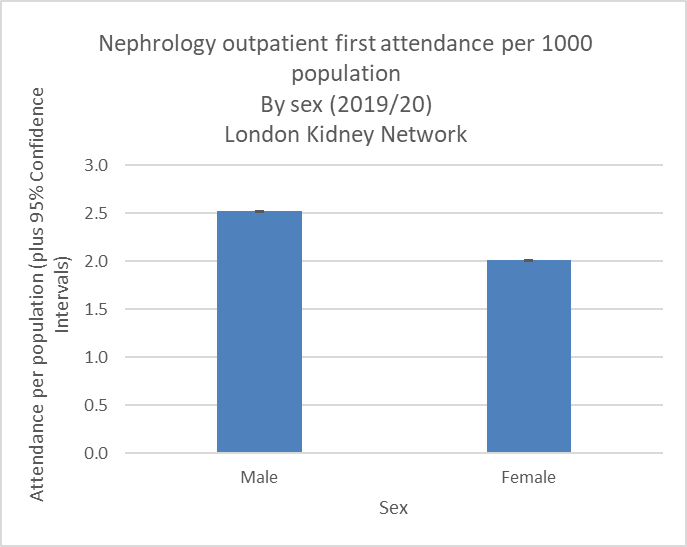 Nephrology outpatient first attendance per 1000
population
By sex (2019/20)
London Kidney Network
Attendance per population (plus 95% Confidence
Intervals)
3.0
2.5
2.0
1.5
1.0
0.5
0.0
Male
Female
Sex